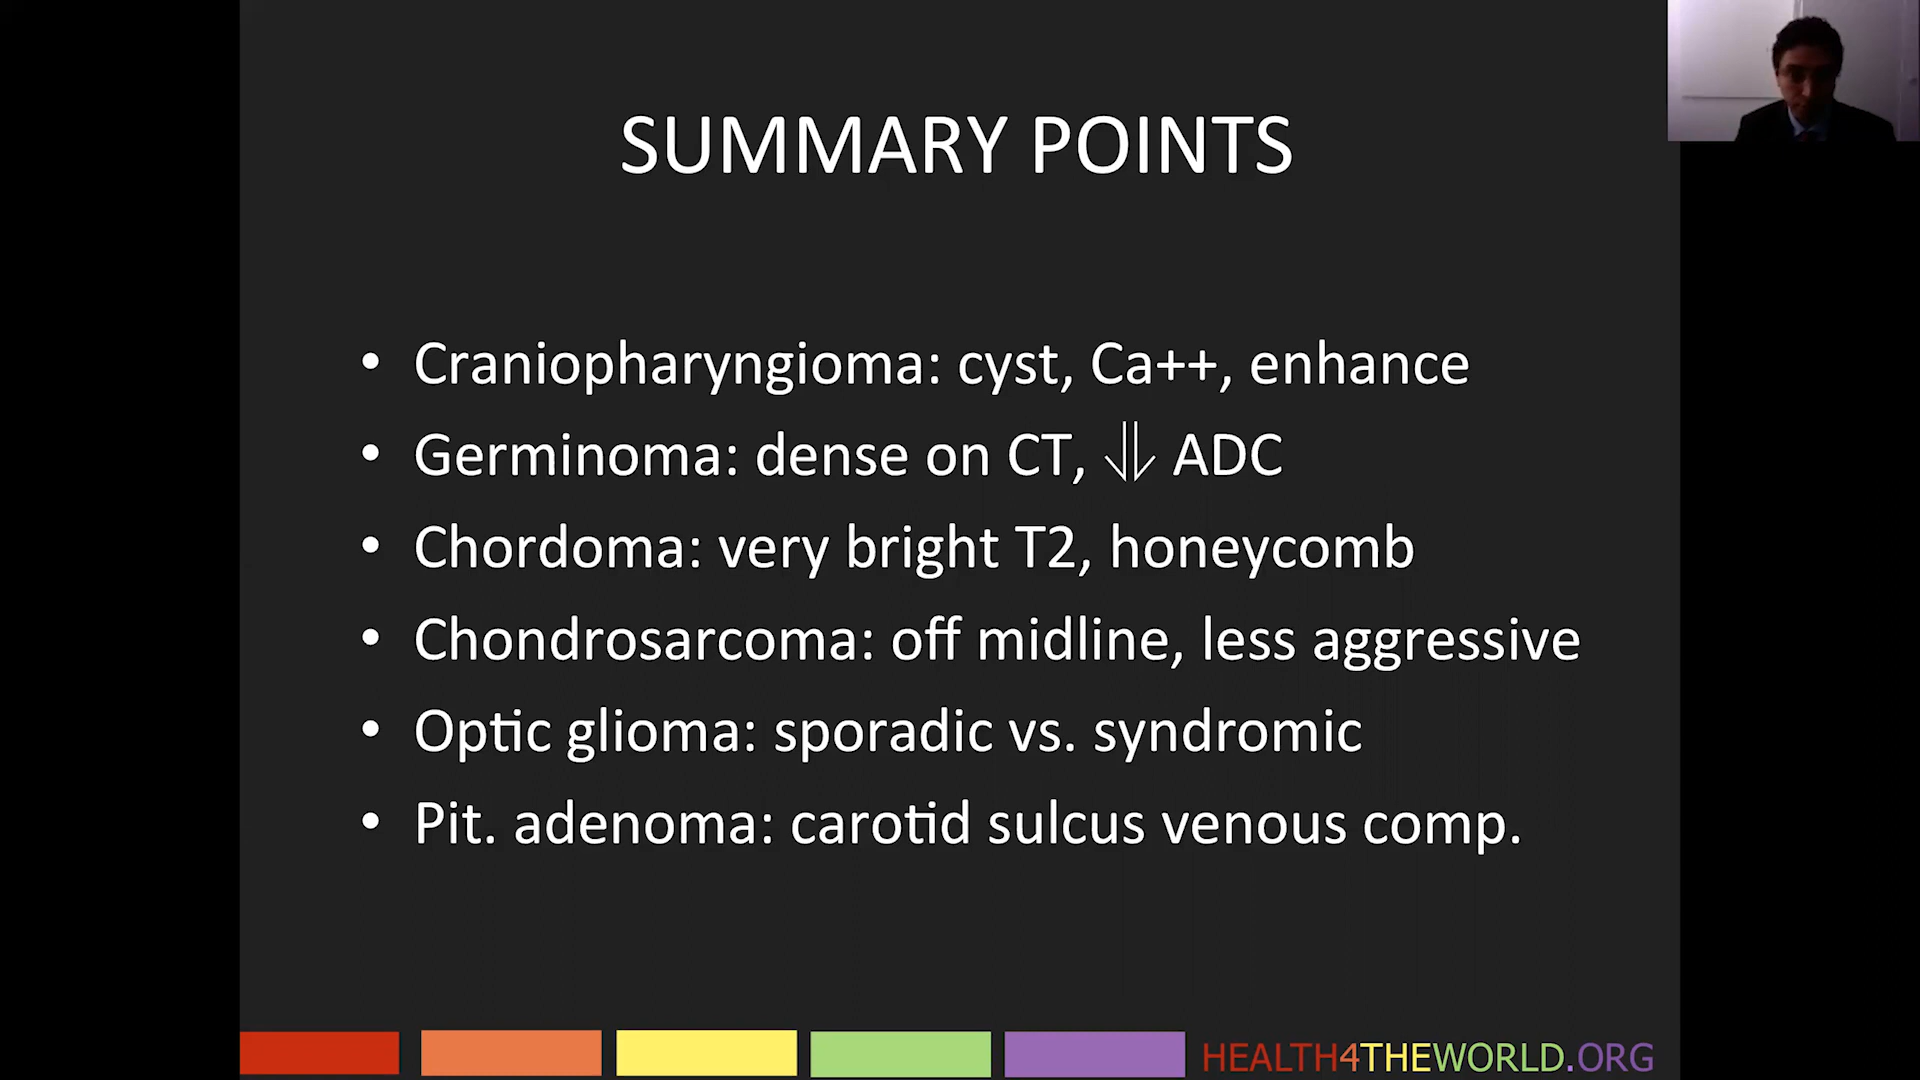 SUMMARY POINTS
• Craniopharyngioma: cyst, Ca++, enhance
• Germinoma: dense on CT, ⇓ ADC
• Chordoma: very bright T2, honeycomb
• Chondrosarcoma: off midline, less aggressive
• Optic glioma: sporadic vs. syndromic
• Pit. adenoma: carotid sulcus venous comp.
HEALTH4THEWORLD.ORG